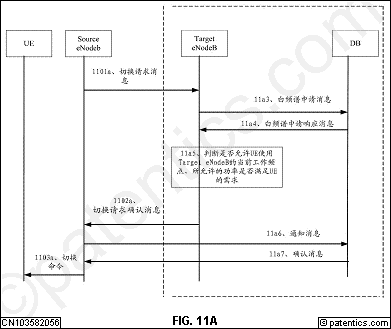 UE
Source
eNodeb
Target
eNodeB
DB
1101a、切换请求消
息
11a3、白频谱申请消息
11a4、白频谱申请响应消息
11a5、判断是否允许UE使用
Target eNodeB的当前工作频
点，所允许的功率是否满足UE
的需求
1102a、
切换请求确认消息
11a6、通知消息
11a7、确认消息
1103a、切换
命令
©patentics.com
CN103582056
FIG. 11A
© patentics.com